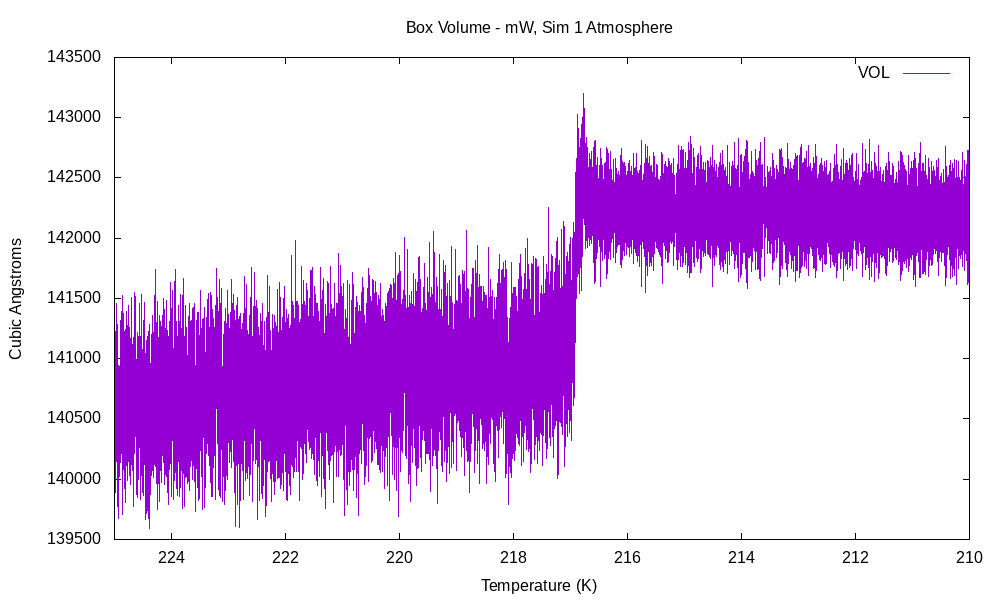 Box Volume - mW, Sim 1 Atmosphere
VOL
143500
143000
142500
142000
141500
141000
140500
140000
139500
Cubic Angstroms
224 222 220 218 216 214 212 210
Temperature (K)